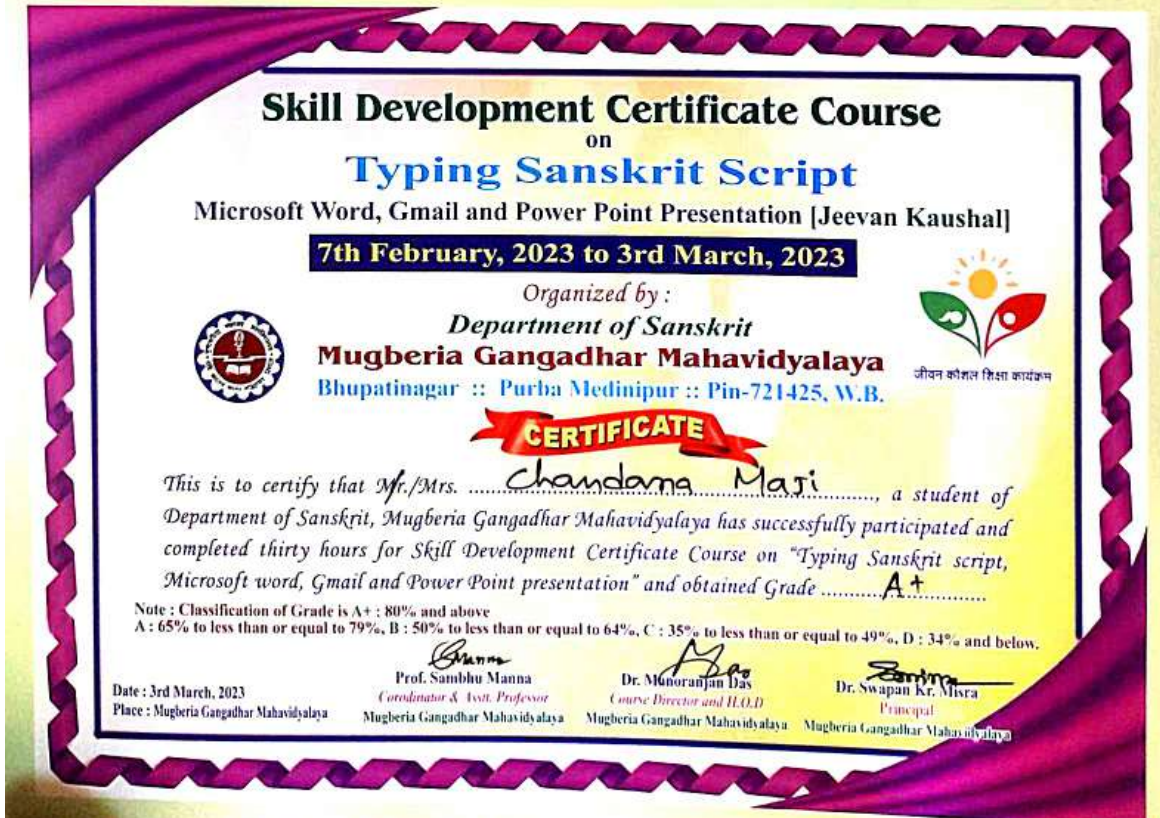 Skill Development Certificate Course
on
Typing Sanskrit Script
Microsoft Word, Gmail and Power Point Presentation [Jeevan Kaushal]
7th February, 2023 to 3rd March, 2023
Organized by :
Department of Sanskrit
Mugberia Gangadhar Mahavidyalaya
Bhupatinagar :: Purba Medinipur :: Pin-721425, W.B.
जीवन कौशल शिक्षा कार्यक्रम
CERTIFICATE
This is to certify that Mr./Mrs. Chandana Maji, a student of
Department of Sanskrit, Mugberia Gangadhar Mahavidyalaya has successfully participated and
completed thirty hours for Skill Development Certificate Course on "Typing Sanskrit script,
Microsoft word, Gmail and Power Point presentation" and obtained Grade ..........A+..............
Note : Classification of Grade is A+ : 80% and above
A : 65% to less than or equal to 79%, B : 50% to less than or equal to 64%, C : 35% to less than or equal to 49%, D : 34% and below.
Date : 3rd March, 2023
Place : Mugberia Gangadhar Mahavidyalaya
Prof. Sambhu Manna
Corodinator & Asstt. Professor
Mugberia Gangadhar Mahavidyalaya
Dr. Manoranjan Das
Course Director and H.O.D
Mugberia Gangadhar Mahavidyalaya
Dr. Swapan Kr. Misra
Principal
Mugberia Gangadhar Mahavidyalaya